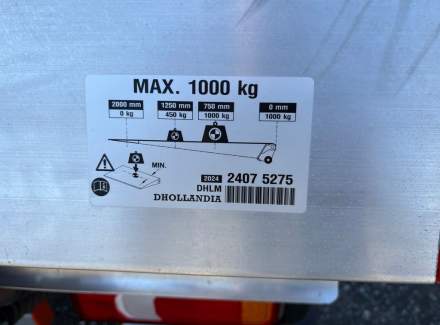 MAX. 1000 kg
2000 mm 1250 mm 750 mm 0 mm
0 kg 450 kg 1000 kg 1000 kg
MIN.
2024 2407 5275
DHLM
DHOLLANDIA